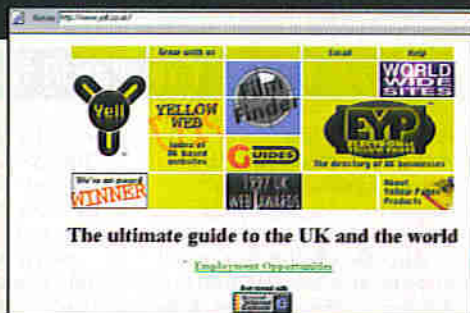 http://www.yell.co.uk/
Grow with us
Email
Help
Yell
YELLOW
WEB
Index of
UK based
websites
Film
Finder
GUIDES
WORLD
WIDE
SITES
EYP
ELECTRONIC
The directory of UK businesses
We're an award
WINNER
1997 UK
WEB AWARDS
About
Yellow Pages
Products
The ultimate guide to the UK and the world
Employment Opportunities